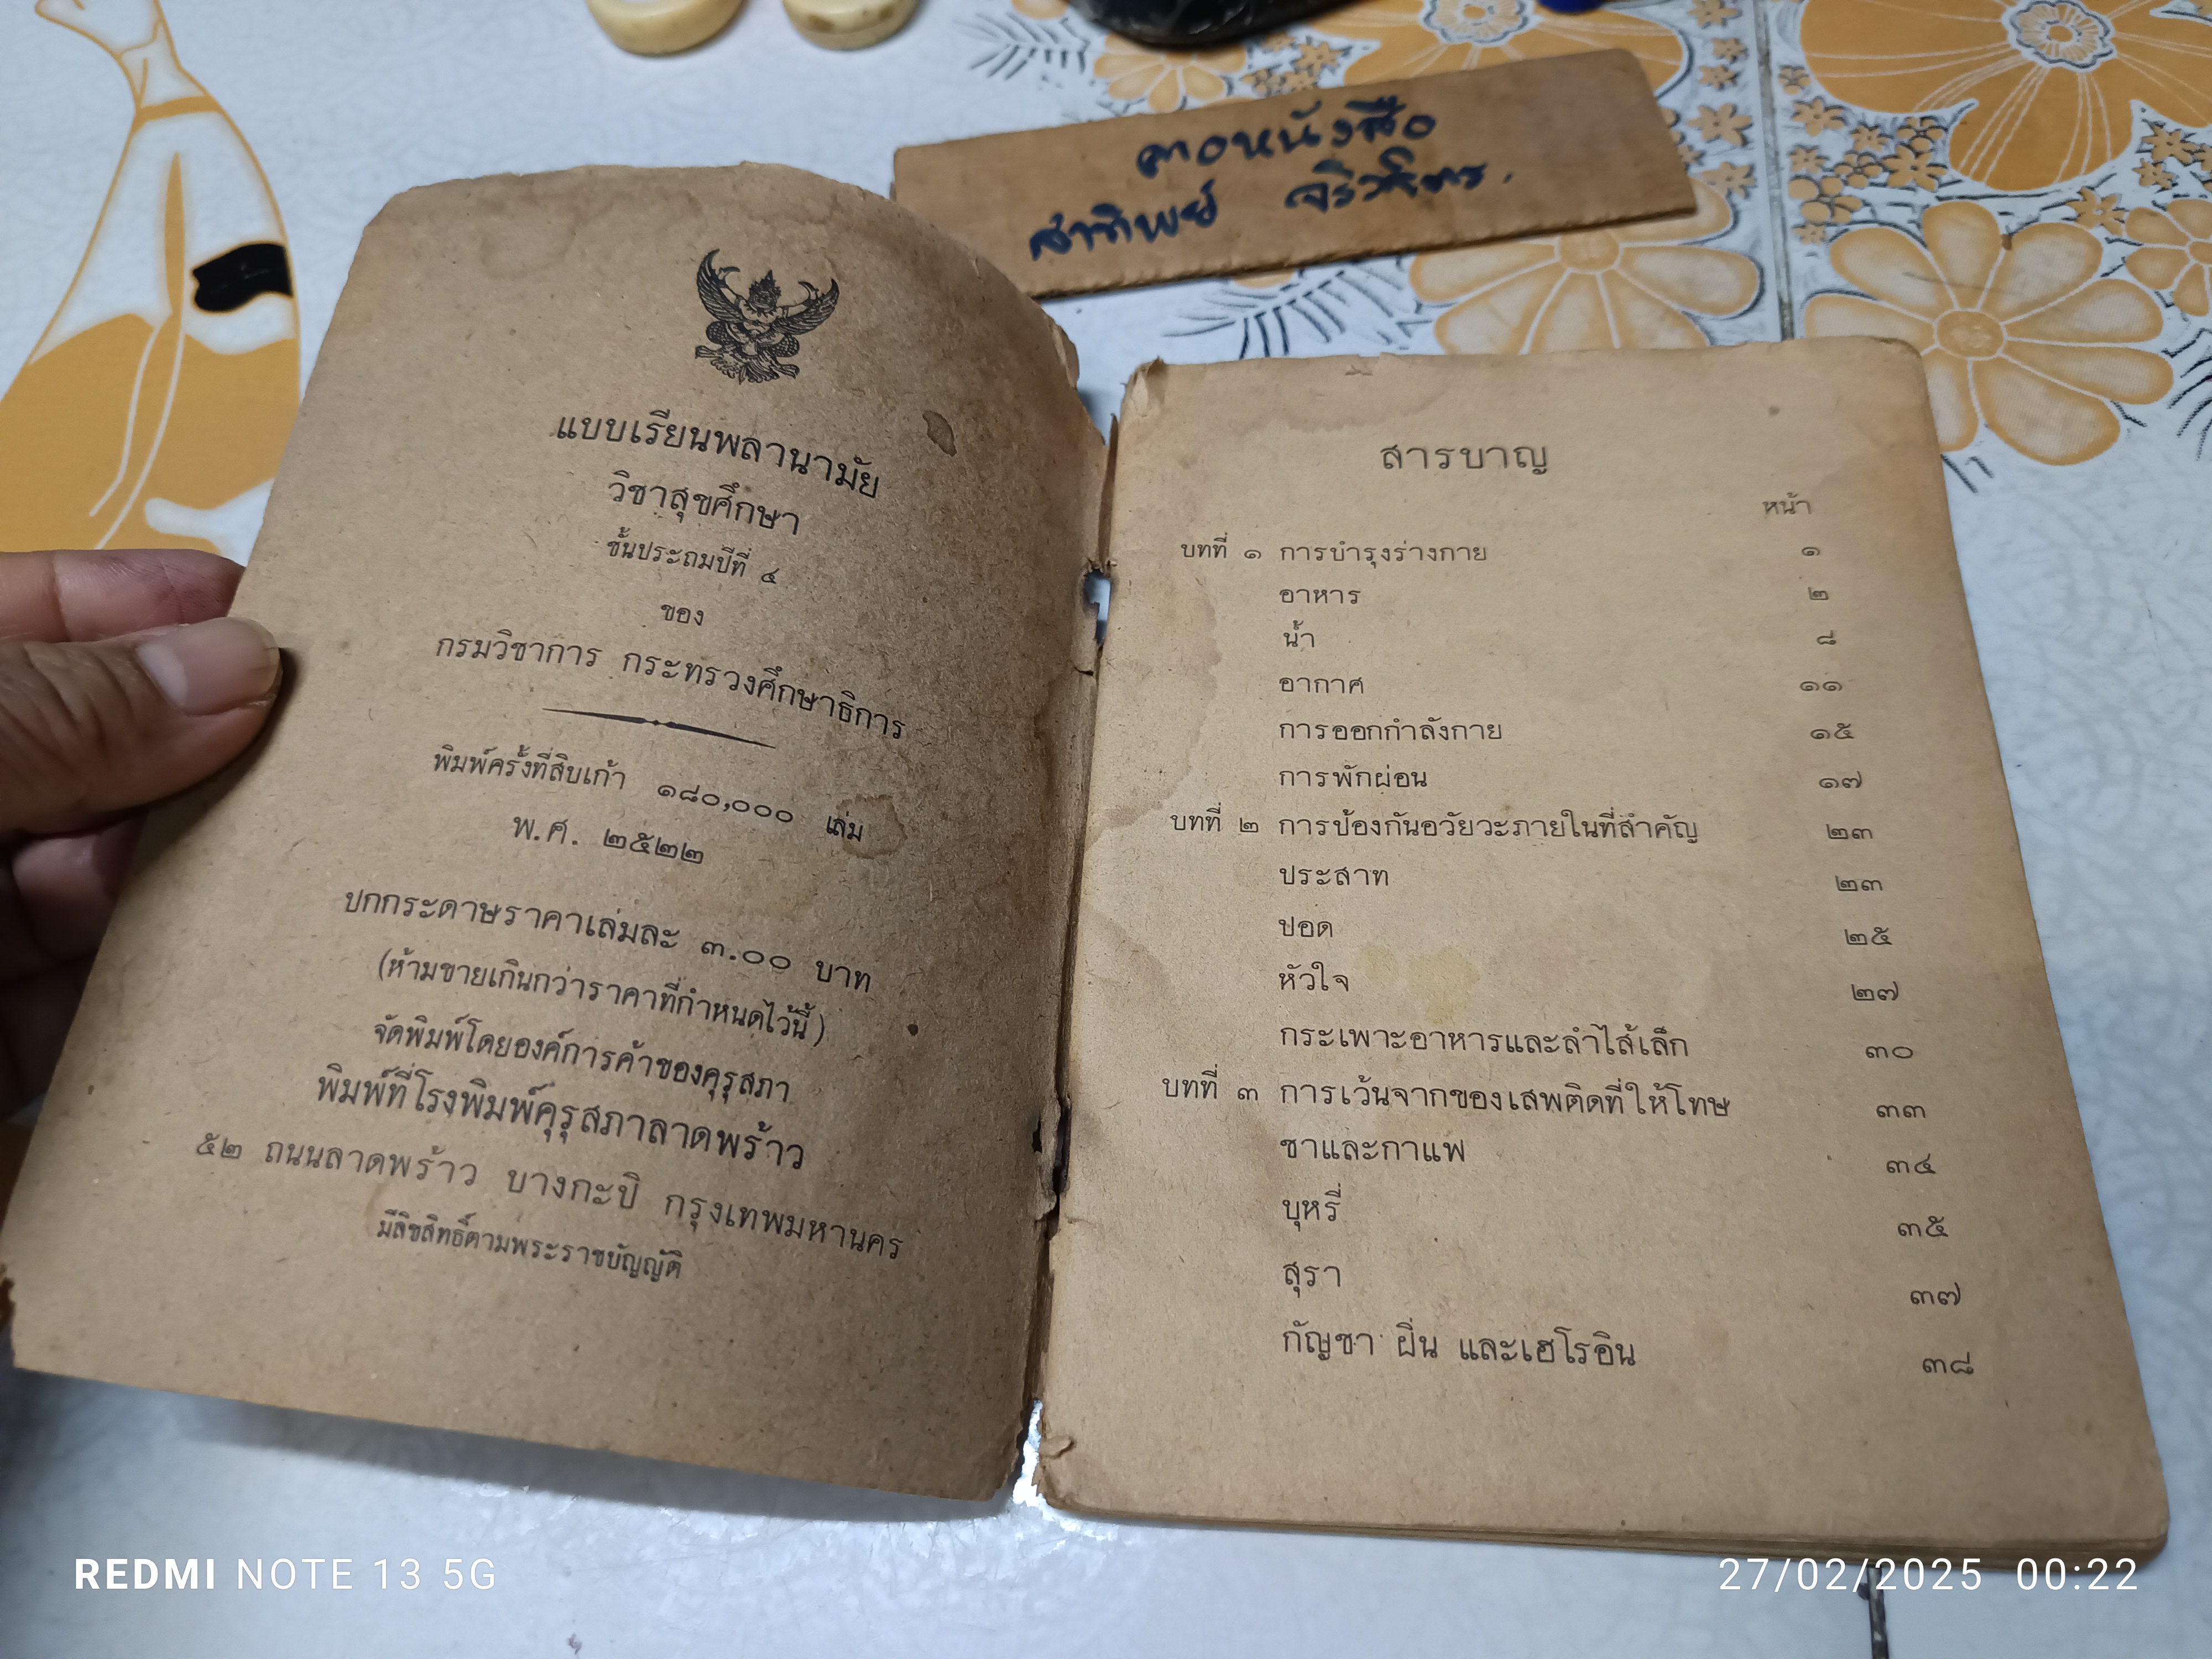 คอหนังสือ
สาทิพย์
แบบเรียนพลานามัย
วิชาสุขศึกษา
ชั้นประถมปีที่ ๔
ของ
กรมวิชาการ กระทรวงศึกษาธิการ
พิมพ์ครั้งที่สิบเก้า ๑๘๐,๐๐๐ เล่ม
พ.ศ. ๒๕๒๒
ปกกระดาษราคาเล่มละ ๓.๐๐ บาท
(ห้ามขายเกินกว่าราคาที่กำหนดไว้นี้)
จัดพิมพ์โดยองค์การค้าของคุรุสภา
พิมพ์ที่โรงพิมพ์คุรุสภาลาดพร้าว
๕๒ ถนนลาดพร้าว บางกะปิ กรุงเทพมหานคร
มีลิขสิทธิ์ตามพระราชบัญญัติ
สารบาญ
หน้า
บทที่ ๑ การบำรุงร่างกาย ๑
อาหาร ๒
น้ำ ๘
อากาศ ๑๑
การออกกำลังกาย ๑๕
การพักผ่อน ๑๗
บทที่ ๒ การป้องกันอวัยวะภายในที่สำคัญ ๒๓
ประสาท ๒๓
ปอด ๒๕
หัวใจ ๒๗
กระเพาะอาหารและลำไส้เล็ก ๓๐
บทที่ ๓ การเว้นจากของเสพติดที่ให้โทษ ๓๓
ชาและกาแฟ ๓๔
บุหรี่ ๓๕
สุรา ๓๗
กัญชา ฝิ่น และเฮโรอิน ๓๘
REDMI NOTE 13 5G
27/02/2025 00:22